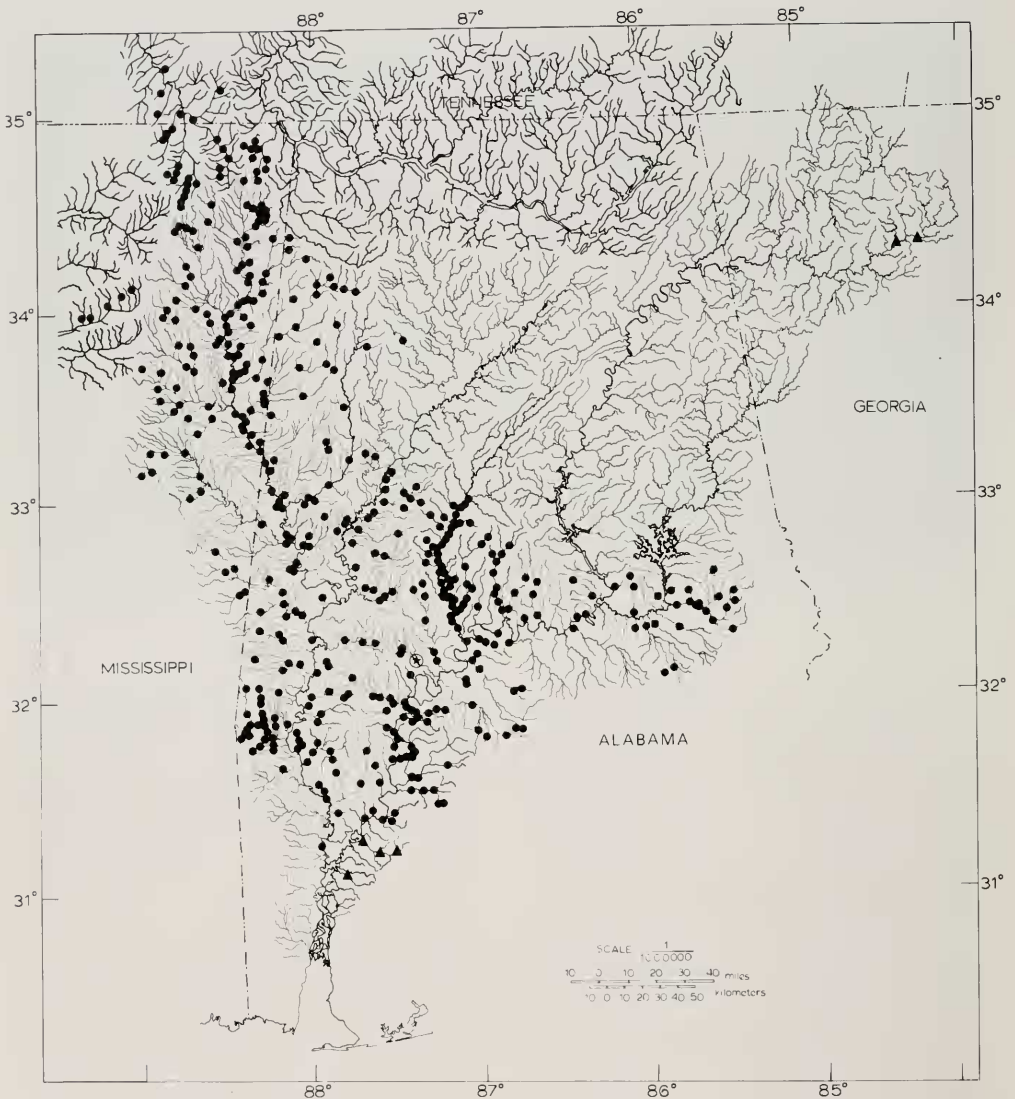 88° 87° 86° 85°
TENNESSEE
35° 35°
34° 34°
GEORGIA
33° 33°
MISSISSIPPI
32° 32°
ALABAMA
31° 31°
SCALE 1
1000000
10 0 10 20 30 40 miles
10 0 10 20 30 40 50 kilometers
88° 87° 86° 85°